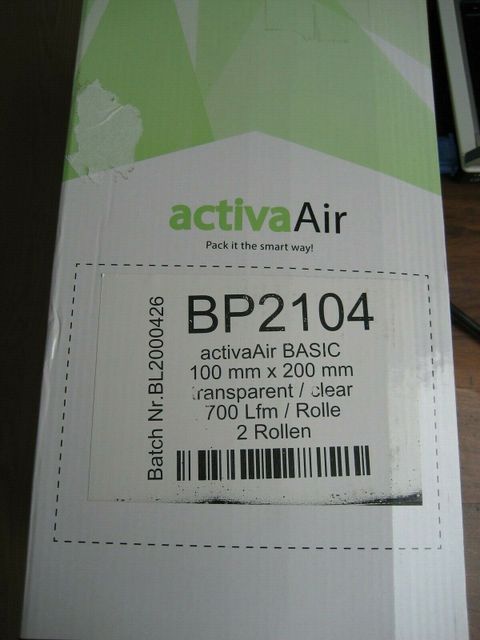 activaAir
Pack it the smart way!
Batch Nr.BL2000426
BP2104
activaAir BASIC
100 mm x 200 mm
transparent / clear
700 Lfm / Rolle
2 Rollen